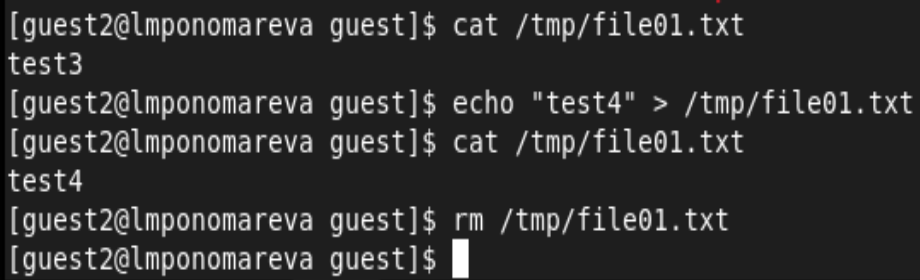 [guest2@lmponomareva guest]$ cat /tmp/file01.txt
test3
[guest2@lmponomareva guest]$ echo "test4" > /tmp/file01.txt
[guest2@lmponomareva guest]$ cat /tmp/file01.txt
test4
[guest2@lmponomareva guest]$ rm /tmp/file01.txt
[guest2@lmponomareva guest]$